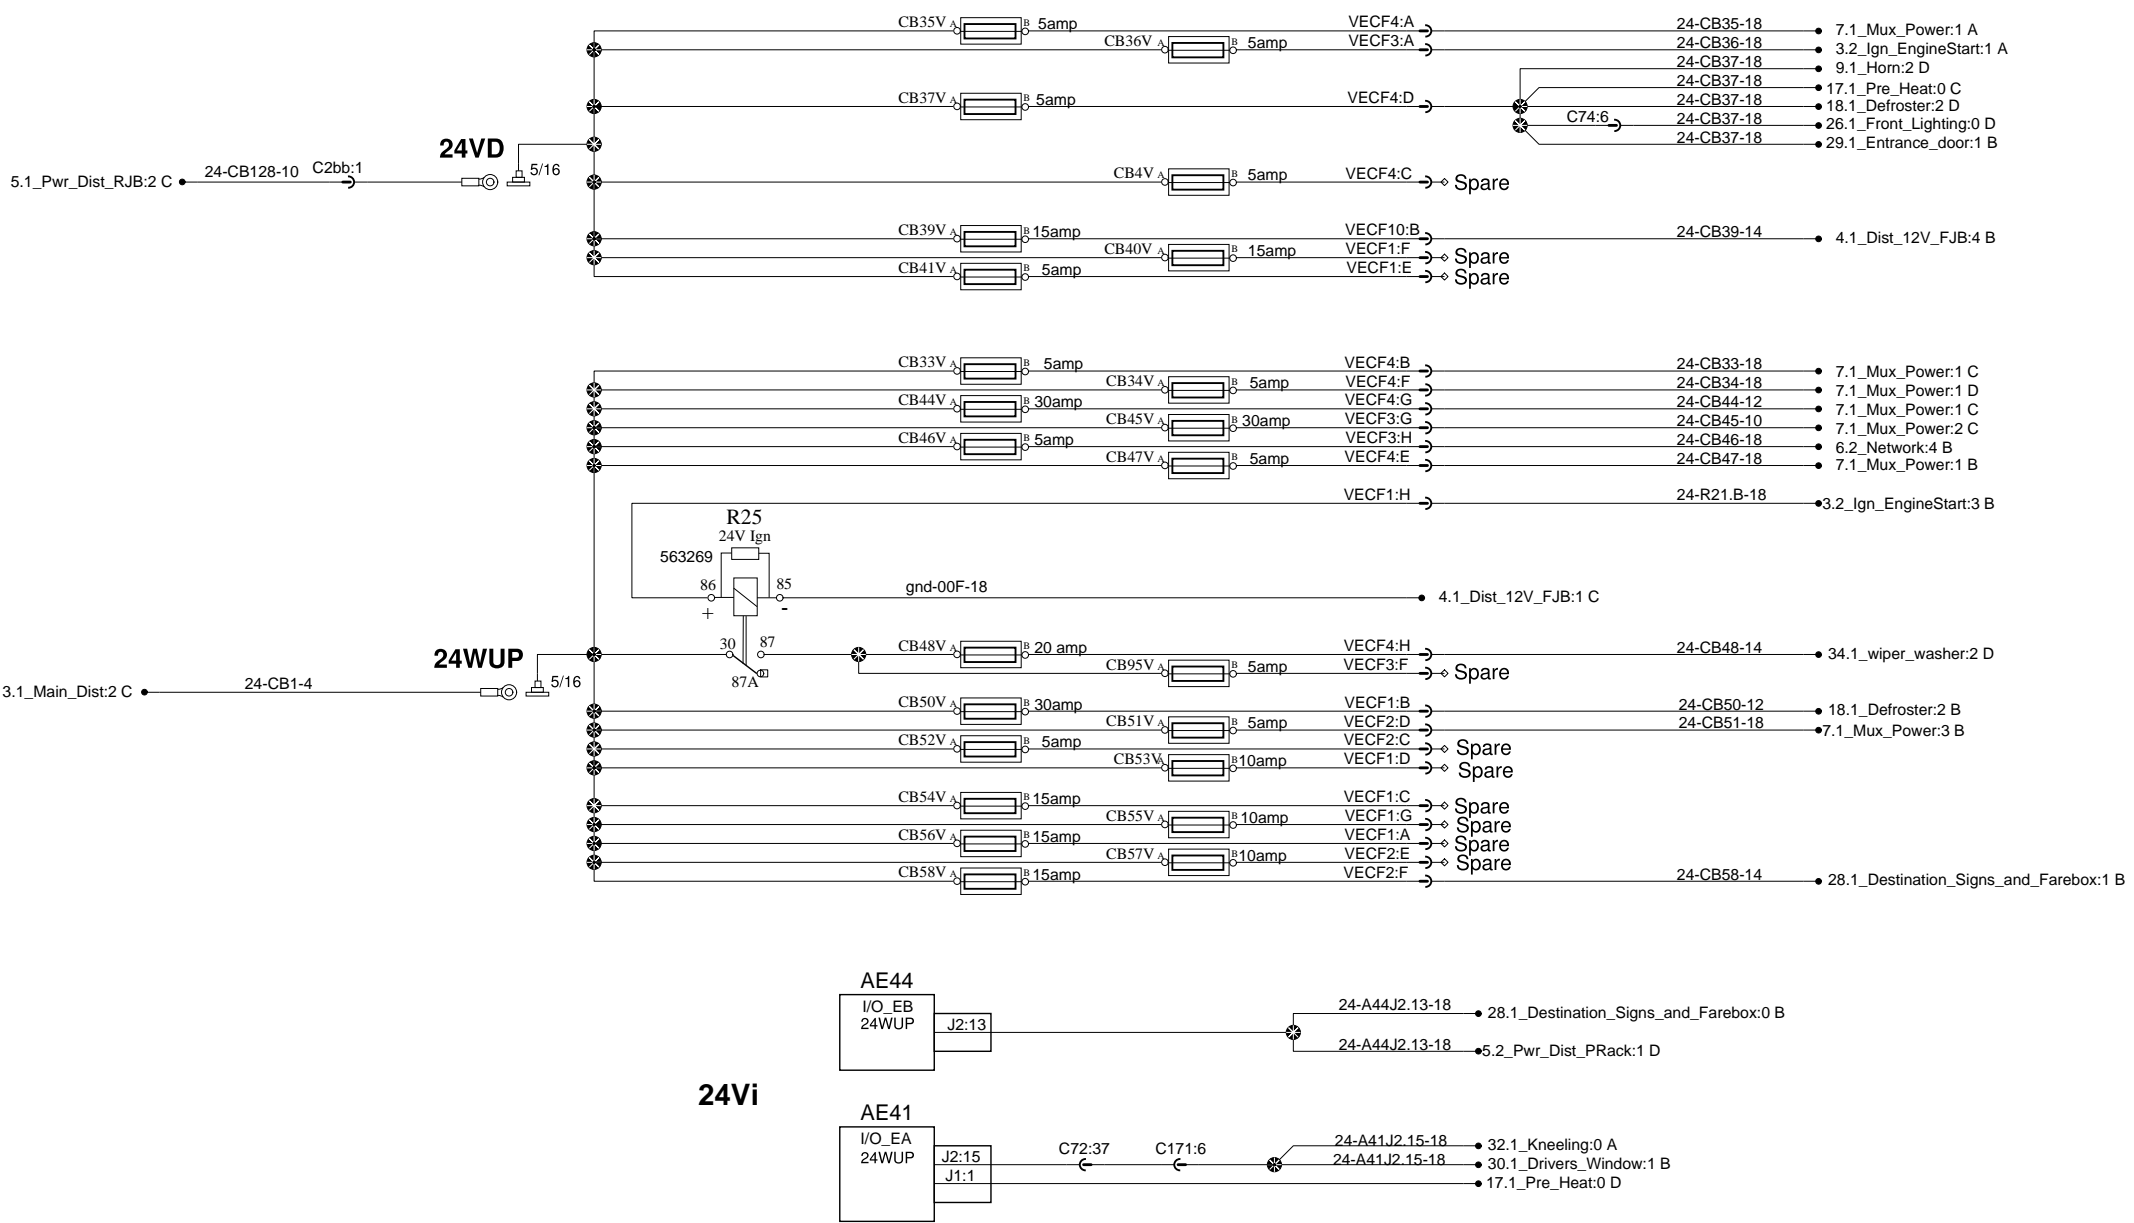 CB35V A B 5amp VECF4:A 24-CB35-18 7.1_Mux_Power:1 A
CB36V A B 5amp VECF3:A 24-CB36-18 3.2_Ign_EngineStart:1 A
24-CB37-18 9.1_Horn:2 D
24-CB37-18 17.1_Pre_Heat:0 C
CB37V A B 5amp VECF4:D 24-CB37-18 18.1_Defroster:2 D
C74:6 24-CB37-18 26.1_Front_Lighting:0 D
24-CB37-18 29.1_Entrance_door:1 B
24VD
5.1_Pwr_Dist_RJB:2 C 24-CB128-10 C2bb:1 5/16
CB4V A B 5amp VECF4:C Spare
CB39V A B 15amp VECF10:B 24-CB39-14 4.1_Dist_12V_FJB:4 B
CB40V A B 15amp VECF1:F Spare
CB41V A B 5amp VECF1:E Spare
CB33V A B 5amp VECF4:B 24-CB33-18 7.1_Mux_Power:1 C
CB34V A B 5amp VECF4:F 24-CB34-18 7.1_Mux_Power:1 D
CB44V A B 30amp VECF4:G 24-CB44-12 7.1_Mux_Power:1 C
CB45V A B 30amp VECF3:G 24-CB45-10 7.1_Mux_Power:2 C
CB46V A B 5amp VECF3:H 24-CB46-18 6.2_Network:4 B
CB47V A B 5amp VECF4:E 24-CB47-18 7.1_Mux_Power:1 B
VECF1:H 24-R21.B-18 3.2_Ign_EngineStart:3 B
R25
24V Ign
563269
86 85 gnd-00F-18 4.1_Dist_12V_FJB:1 C
+ -
24WUP
30 87 CB48V A B 20 amp VECF4:H 24-CB48-14 34.1_wiper_washer:2 D
87A CB95V A B 5amp VECF3:F Spare
3.1_Main_Dist:2 C 24-CB1-4 5/16
CB50V A B 30amp VECF1:B 24-CB50-12 18.1_Defroster:2 B
CB51V A B 5amp VECF2:D 24-CB51-18 7.1_Mux_Power:3 B
CB52V A B 5amp VECF2:C Spare
CB53V A B 10amp VECF1:D Spare
CB54V A B 15amp VECF1:C Spare
CB55V A B 10amp VECF1:G Spare
CB56V A B 15amp VECF1:A Spare
CB57V A B 10amp VECF2:E Spare
CB58V A B 15amp VECF2:F 24-CB58-14 28.1_Destination_Signs_and_Farebox:1 B
AE44
I/O_EB
24WUP
J2:13
24-A44J2.13-18 28.1_Destination_Signs_and_Farebox:0 B
24-A44J2.13-18 5.2_Pwr_Dist_PRack:1 D
24Vi
AE41
I/O_EA
24WUP
24-A41J2.15-18 32.1_Kneeling:0 A
J2:15 C72:37 C171:6 24-A41J2.15-18 30.1_Drivers_Window:1 B
J1:1 17.1_Pre_Heat:0 D